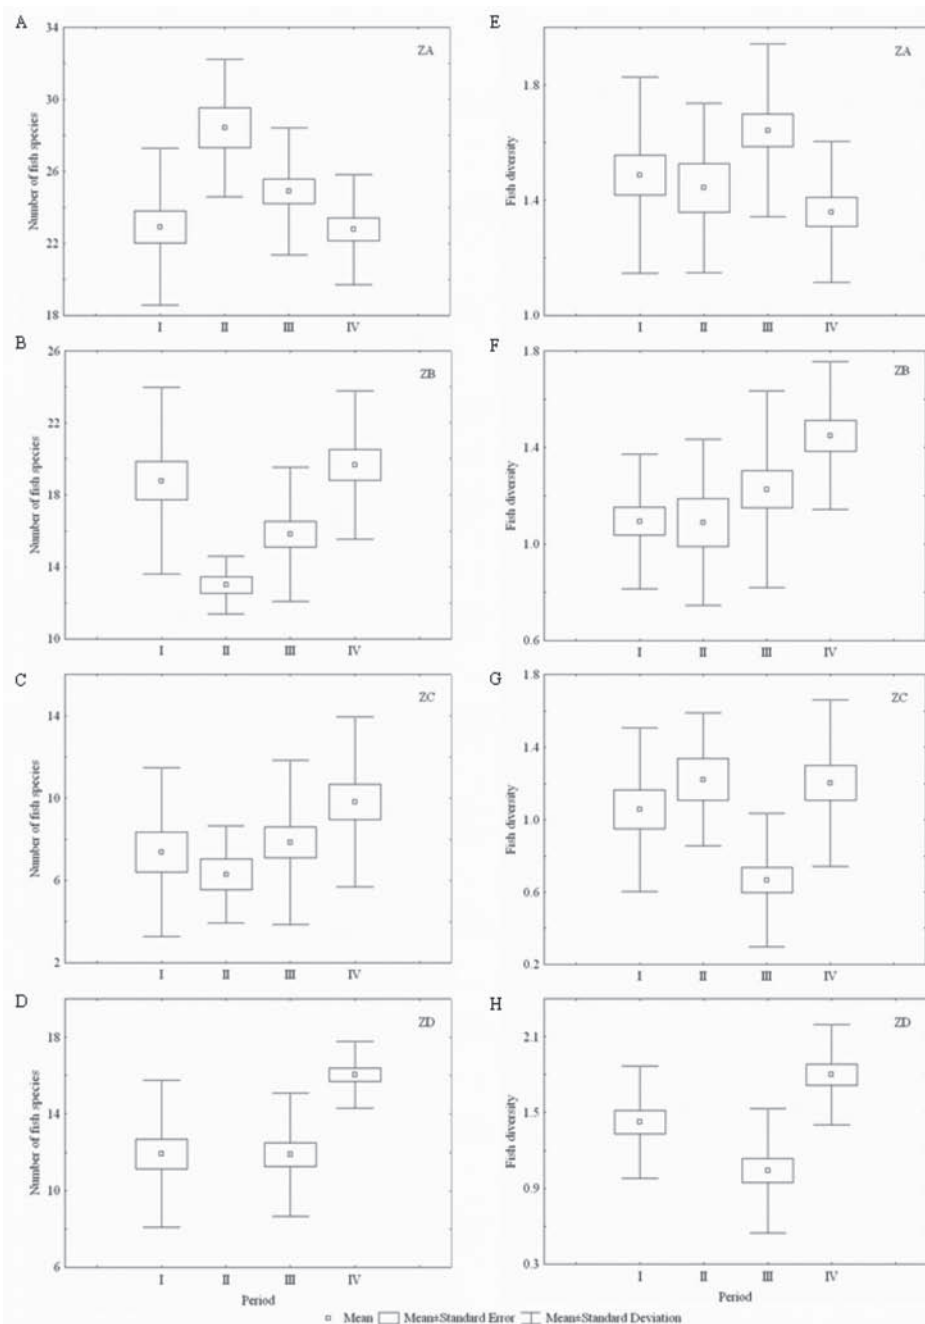 A
ZA
Number of fish species
34
30
26
22
18
I II III IV
E
ZA
Fish diversity
1.8
1.4
1.0
I II III IV
B
ZB
Number of fish species
26
22
18
14
10
I II III IV
F
ZB
Fish diversity
1.8
1.4
1.0
0.6
I II III IV
C
ZC
Number of fish species
14
10
6
2
I II III IV
G
ZC
Fish diversity
1.8
1.4
1.0
0.6
0.2
I II III IV
D
ZD
Number of fish species
18
14
10
6
I II III IV
Period
H
ZD
Fish diversity
2.1
1.5
0.9
0.3
I II III IV
Period
Mean Mean±Standard Error Mean±Standard Deviation